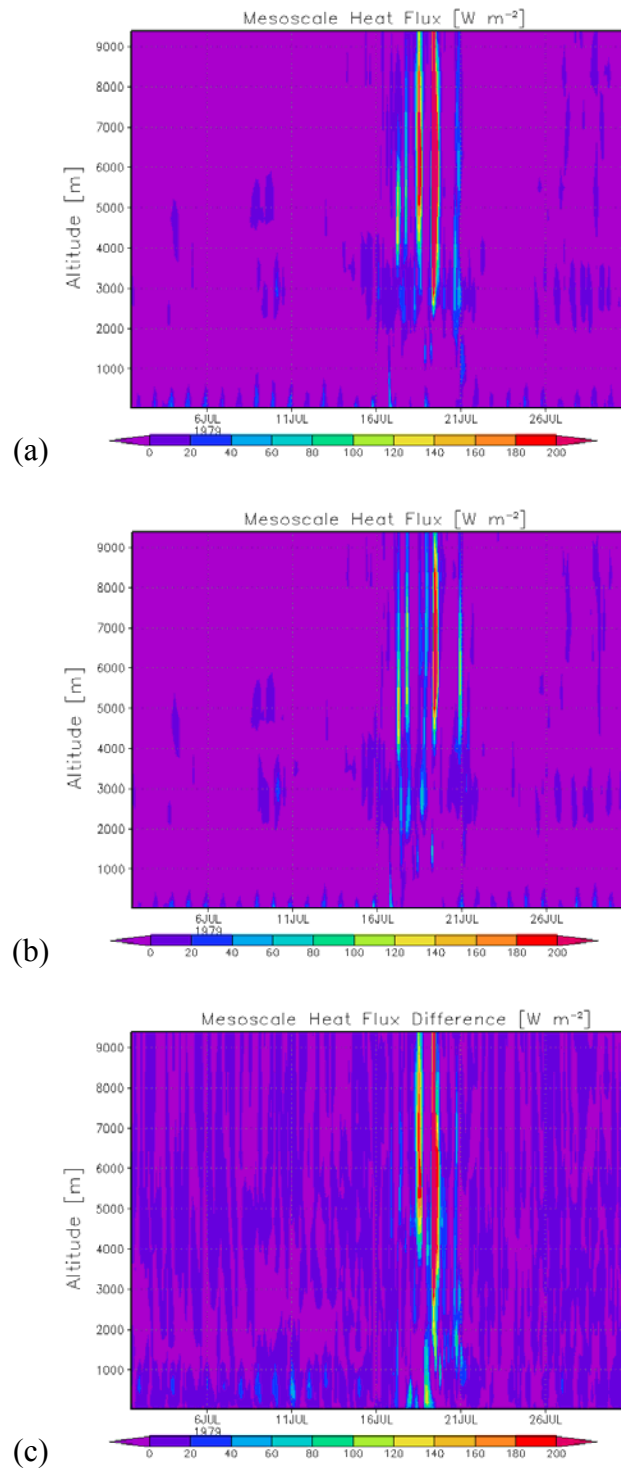 Mesoscale Heat Flux [W m⁻²]
9000
8000
7000
6000
5000
4000
3000
2000
1000
Altitude [m]
6JUL 11JUL 16JUL 21JUL 26JUL
1979
(a)
0 20 40 60 80 100 120 140 160 180 200
Mesoscale Heat Flux [W m⁻²]
9000
8000
7000
6000
5000
4000
3000
2000
1000
Altitude [m]
6JUL 11JUL 16JUL 21JUL 26JUL
1979
(b)
0 20 40 60 80 100 120 140 160 180 200
Mesoscale Heat Flux Difference [W m⁻²]
9000
8000
7000
6000
5000
4000
3000
2000
1000
Altitude [m]
6JUL 11JUL 16JUL 21JUL 26JUL
1979
(c)
0 20 40 60 80 100 120 140 160 180 200